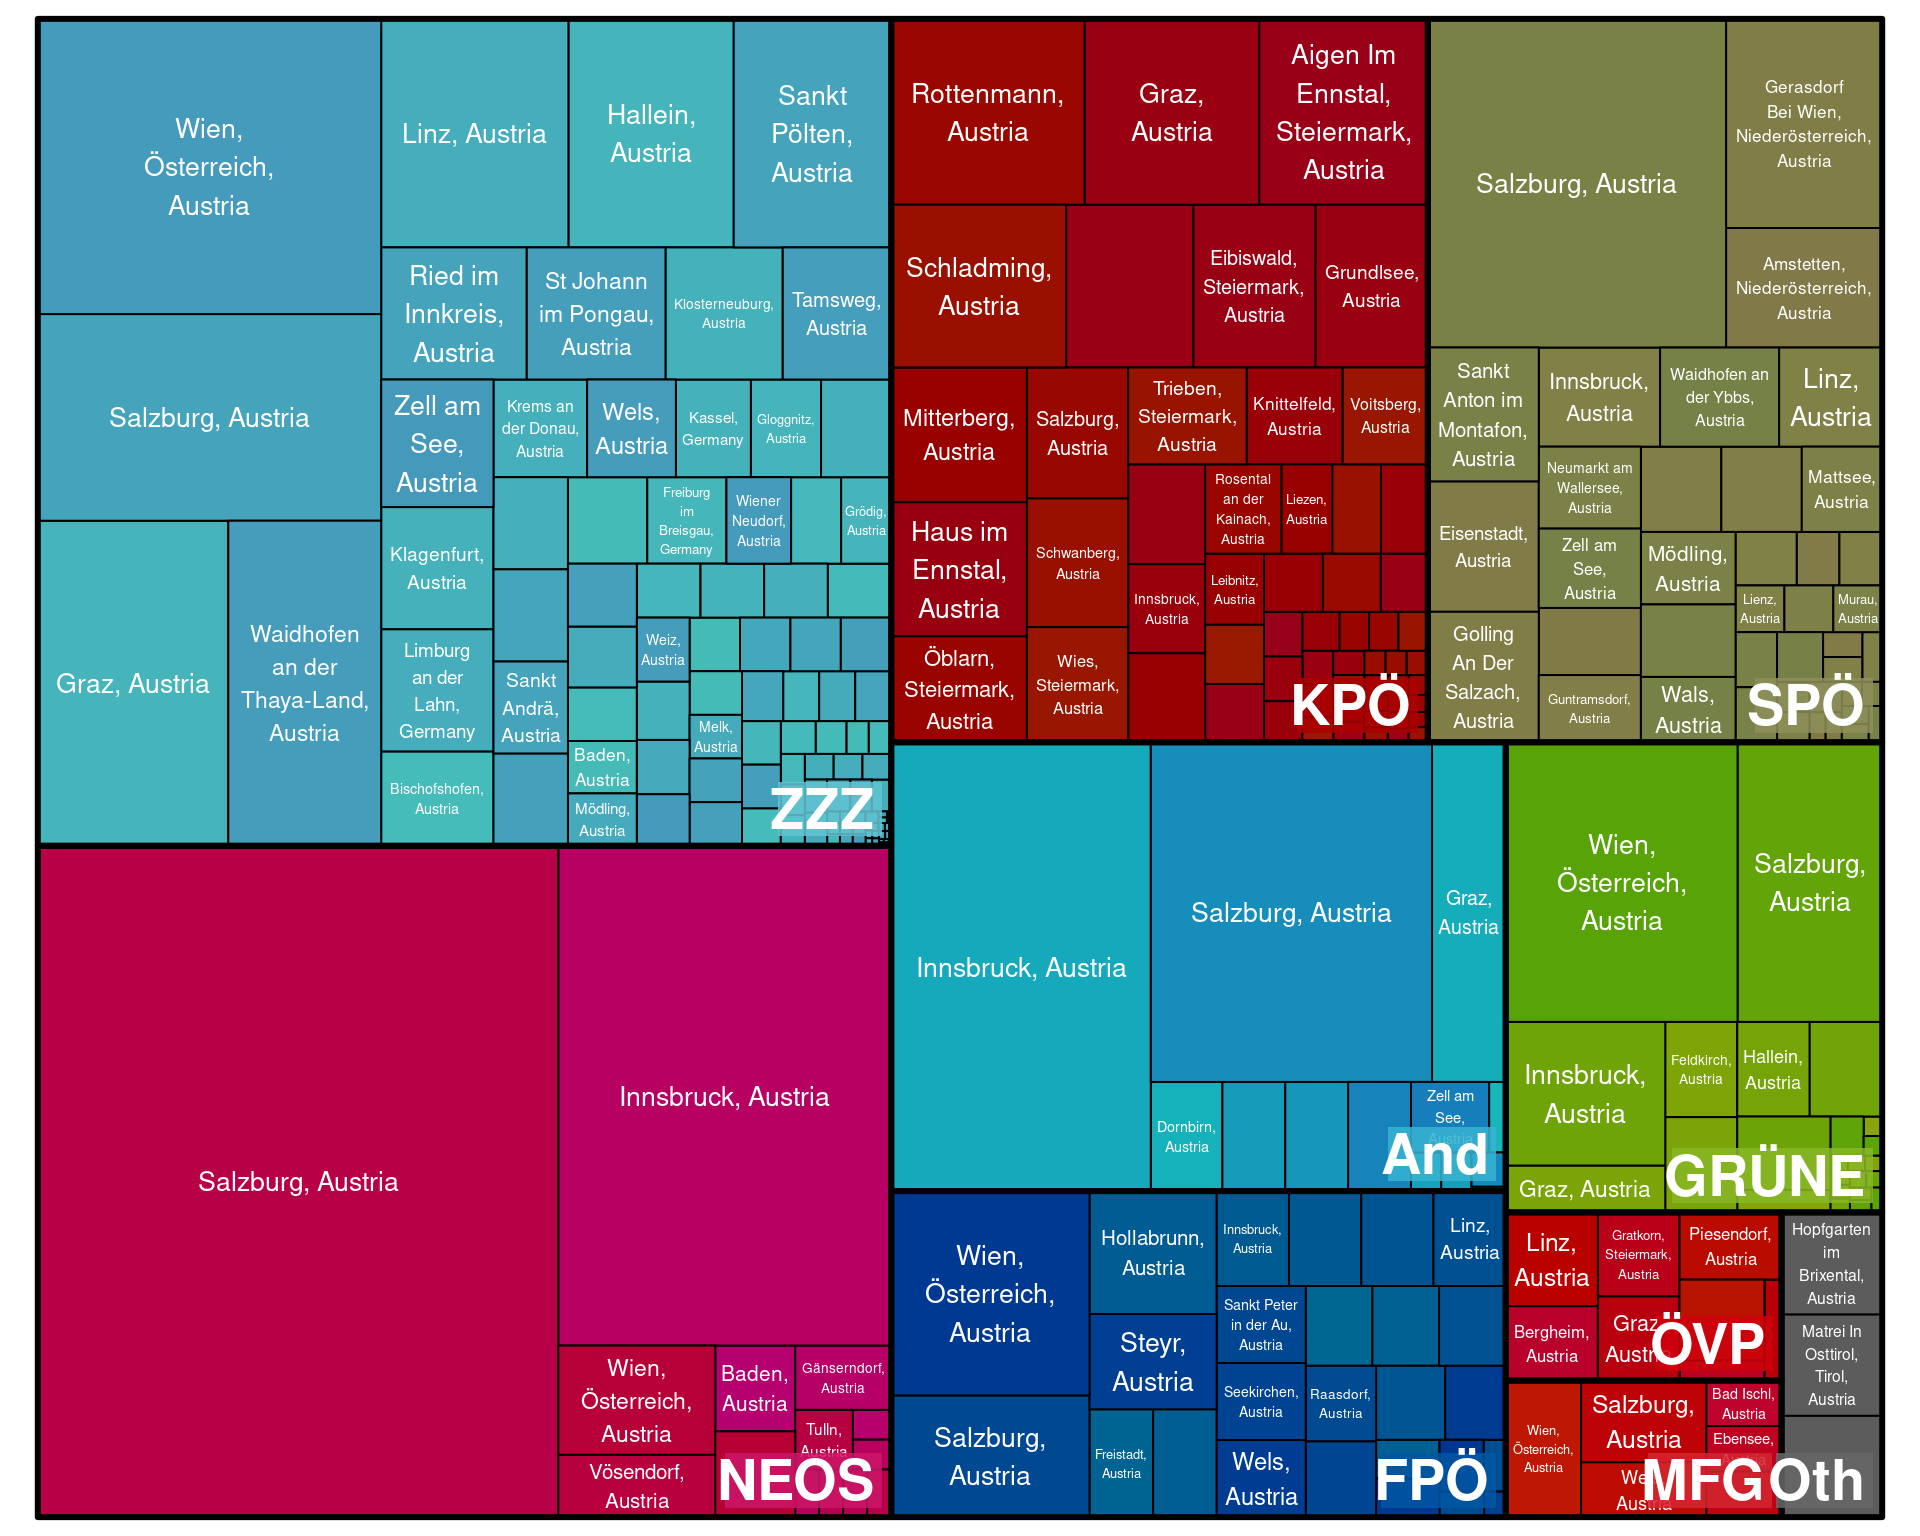 Wien,
Österreich,
Austria
Linz, Austria
Hallein,
Austria
Sankt
Pölten,
Austria
Salzburg, Austria
Graz, Austria
Waidhofen
an der
Thaya-Land,
Austria
Ried im
Innkreis,
Austria
St Johann
im Pongau,
Austria
Klosterneuburg,
Austria
Tamsweg,
Austria
Zell am
See,
Austria
Krems an
der Donau,
Austria
Wels,
Austria
Kassel,
Germany
Gloggnitz,
Austria
Klagenfurt,
Austria
Freiburg
im
Breisgau,
Germany
Wiener
Neudorf,
Austria
Grödig,
Austria
Limburg
an der
Lahn,
Germany
Sankt
Andrä,
Austria
Weiz,
Austria
Melk,
Austria
Bischofshofen,
Austria
Baden,
Austria
Mödling,
Austria
ZZZ
Rottenmann,
Austria
Graz,
Austria
Aigen Im
Ennstal,
Steiermark,
Austria
Schladming,
Austria
Eibiswald,
Steiermark,
Austria
Grundlsee,
Austria
Mitterberg,
Austria
Salzburg,
Austria
Trieben,
Steiermark,
Austria
Knittelfeld,
Austria
Voitsberg,
Austria
Haus im
Ennstal,
Austria
Schwanberg,
Austria
Rosental
an der
Kainach,
Austria
Liezen,
Austria
Innsbruck,
Austria
Leibnitz,
Austria
Öblarn,
Steiermark,
Austria
Wies,
Steiermark,
Austria
KPÖ
Salzburg, Austria
Gerasdorf
Bei Wien,
Niederösterreich,
Austria
Amstetten,
Niederösterreich,
Austria
Sankt
Anton im
Montafon,
Austria
Innsbruck,
Austria
Waidhofen an
der Ybbs,
Austria
Linz,
Austria
Eisenstadt,
Austria
Neumarkt am
Wallersee,
Austria
Mattsee,
Austria
Zell am
See,
Austria
Mödling,
Austria
Lienz,
Austria
Murau,
Austria
Golling
An Der
Salzach,
Austria
Guntramsdorf,
Austria
Wals,
Austria
SPÖ
Salzburg, Austria
Innsbruck, Austria
Wien,
Österreich,
Austria
Baden,
Austria
Gänserndorf,
Austria
Tulln,
Austria
Vösendorf,
Austria
NEOS
Innsbruck, Austria
Salzburg, Austria
Graz,
Austria
Dornbirn,
Austria
Zell am
See,
Austria
And
Wien,
Österreich,
Austria
Salzburg,
Austria
Innsbruck,
Austria
Feldkirch,
Austria
Hallein,
Austria
Graz, Austria
GRÜNE
Wien,
Österreich,
Austria
Hollabrunn,
Austria
Innsbruck,
Austria
Linz,
Austria
Steyr,
Austria
Sankt Peter
in der Au,
Austria
Salzburg,
Austria
Seekirchen,
Austria
Raasdorf,
Austria
Freistadt,
Austria
Wels,
Austria
FPÖ
Linz,
Austria
Gratkorn,
Steiermark,
Austria
Piesendorf,
Austria
Bergheim,
Austria
Graz,
Austria
ÖVP
Wien,
Österreich,
Austria
Salzburg,
Austria
Bad Ischl,
Austria
Ebensee,
Austria
MFG
Hopfgarten
im
Brixental,
Austria
Matrei In
Osttirol,
Tirol,
Austria
Oth